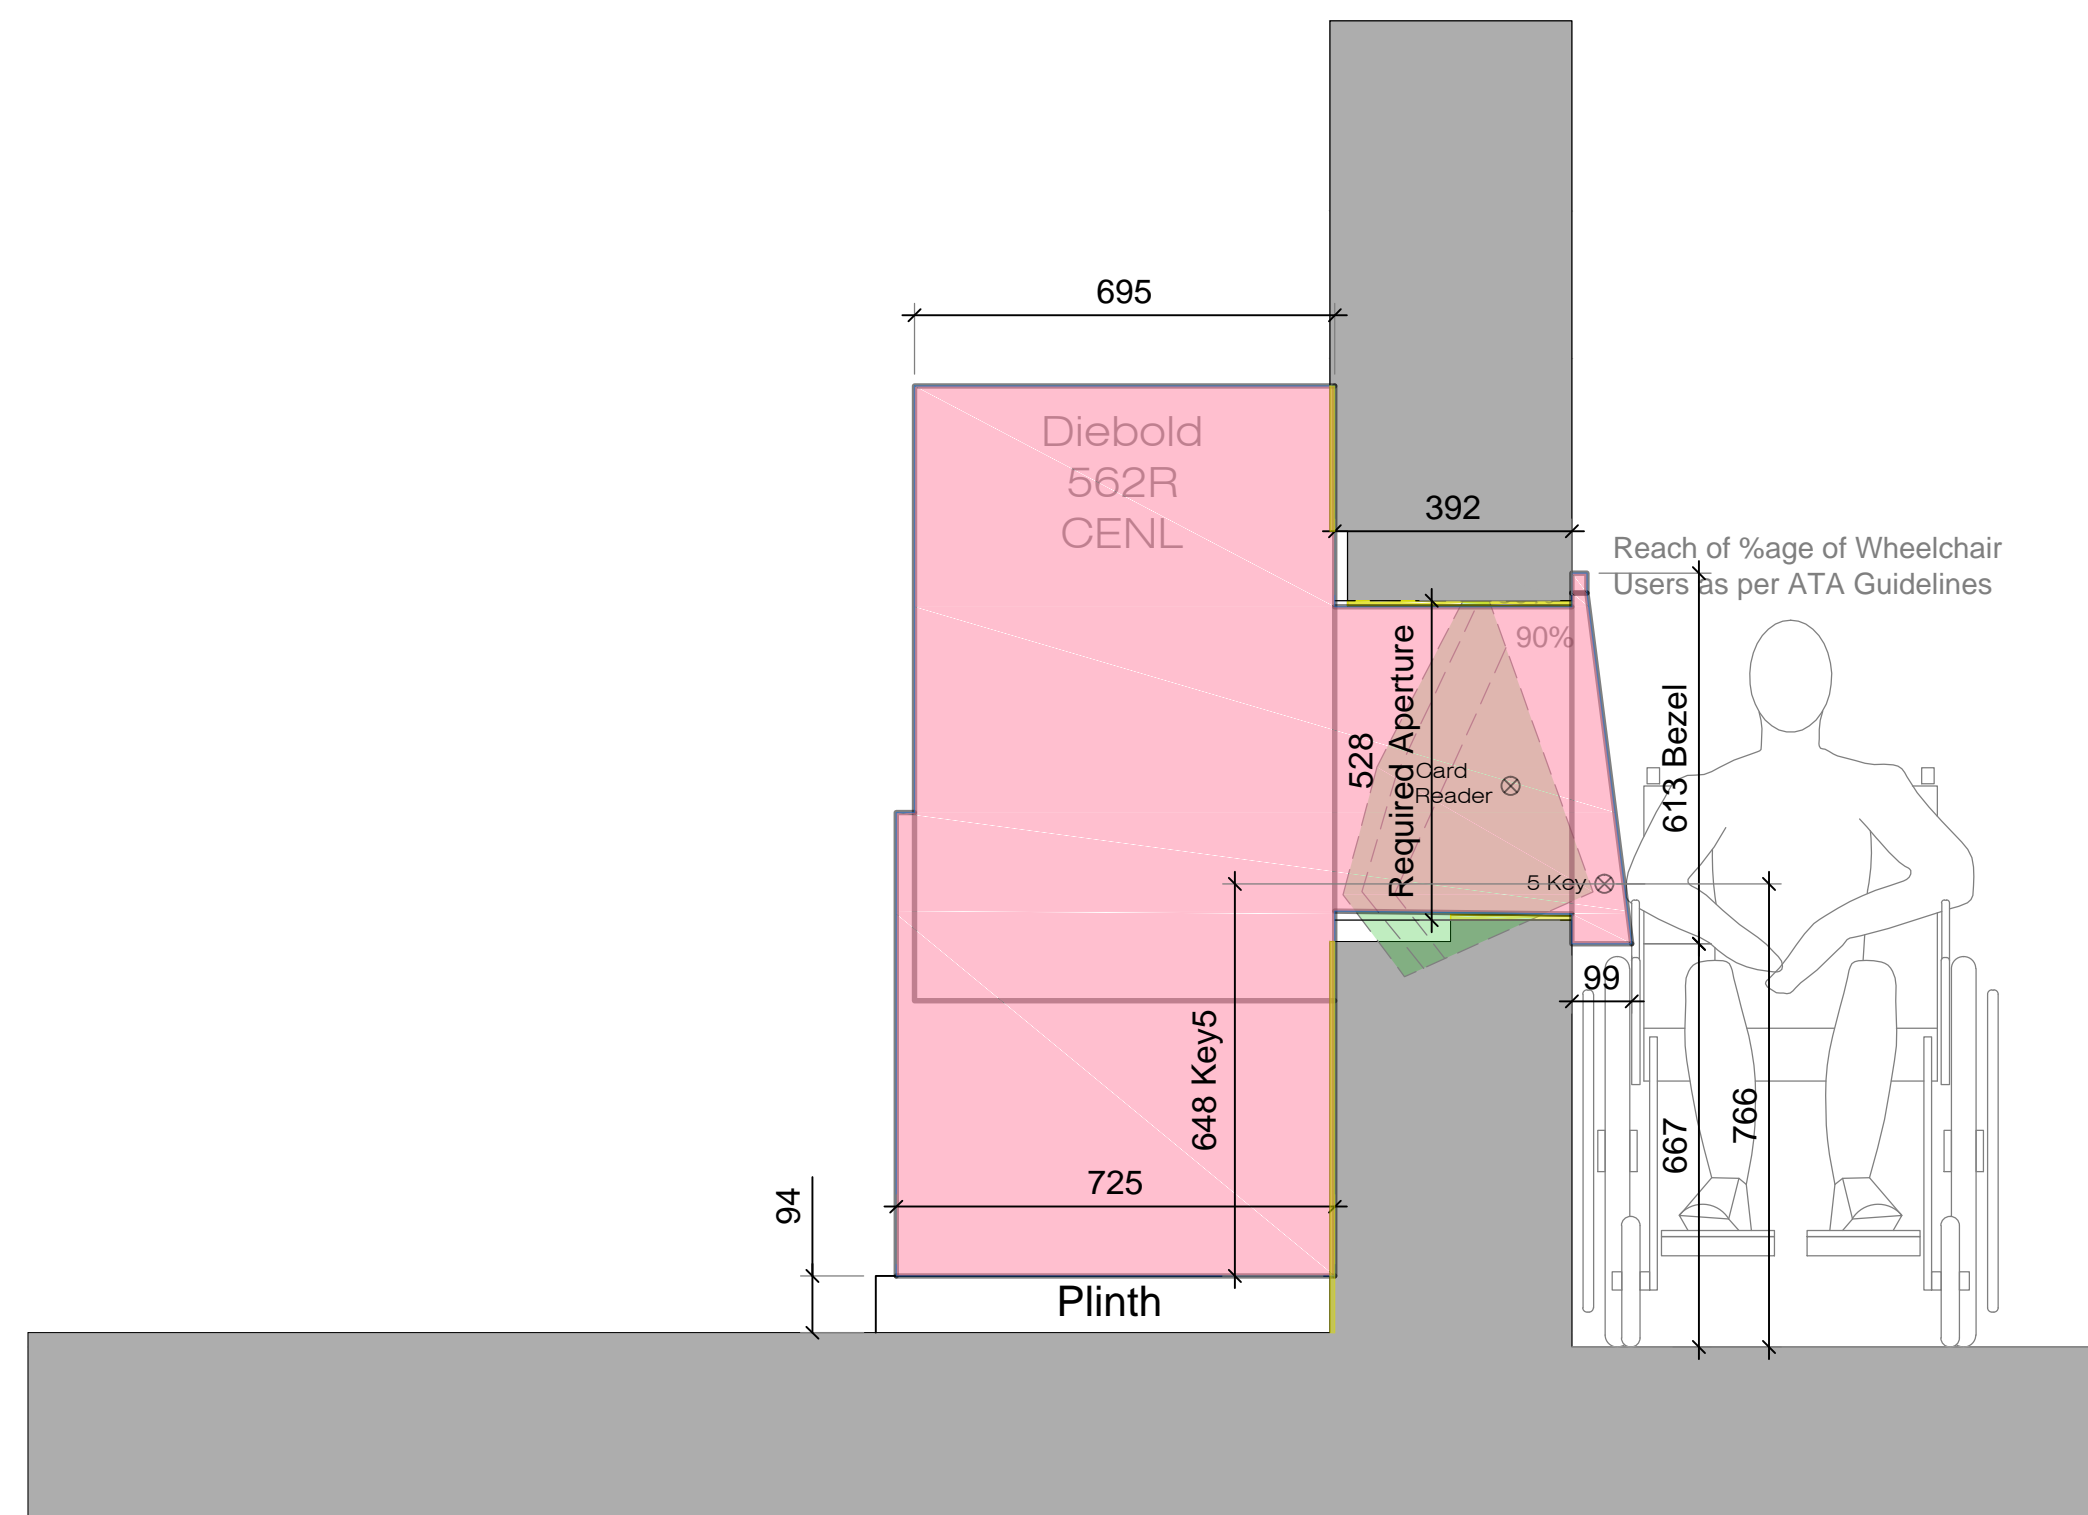 695
Diebold
562R
CENL
392
Reach of %age of Wheelchair
Users as per ATA Guidelines
90%
528
Required Aperture
Card
Reader
613 Bezel
5 Key
99
648 Key5
667
766
725
94
Plinth